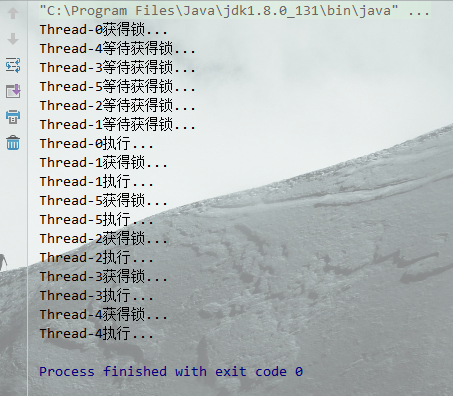 "C:\Program Files\Java\jdk1.8.0_131\bin\java" ...
Thread-0获得锁...
Thread-4等待获得锁...
Thread-3等待获得锁...
Thread-5等待获得锁...
Thread-2等待获得锁...
Thread-1等待获得锁...
Thread-0执行...
Thread-1获得锁...
Thread-1执行...
Thread-5获得锁...
Thread-5执行...
Thread-2获得锁...
Thread-2执行...
Thread-3获得锁...
Thread-3执行...
Thread-4获得锁...
Thread-4执行...
Process finished with exit code 0